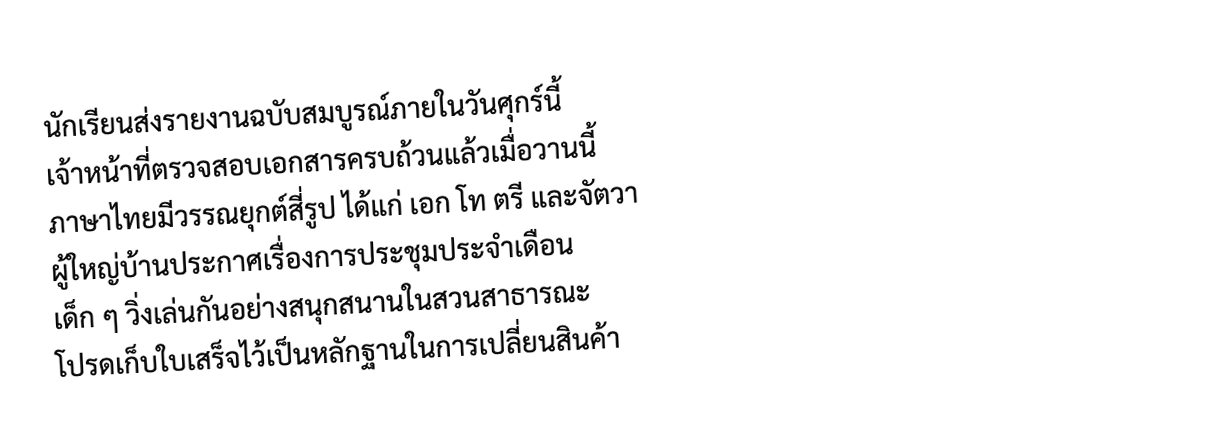 นักเรียนส่งรายงานฉบับสมบูรณ์ภายในวันศุกร์นี้
เจ้าหน้าที่ตรวจสอบเอกสารครบถ้วนแล้วเมื่อวานนี้
ภาษาไทยมีวรรณยุกต์สี่รูป ได้แก่ เอก โท ตรี และจัตวา
ผู้ใหญ่บ้านประกาศเรื่องการประชุมประจำเดือน
เด็ก ๆ วิ่งเล่นกันอย่างสนุกสนานในสวนสาธารณะ
โปรดเก็บใบเสร็จไว้เป็นหลักฐานในการเปลี่ยนสินค้า